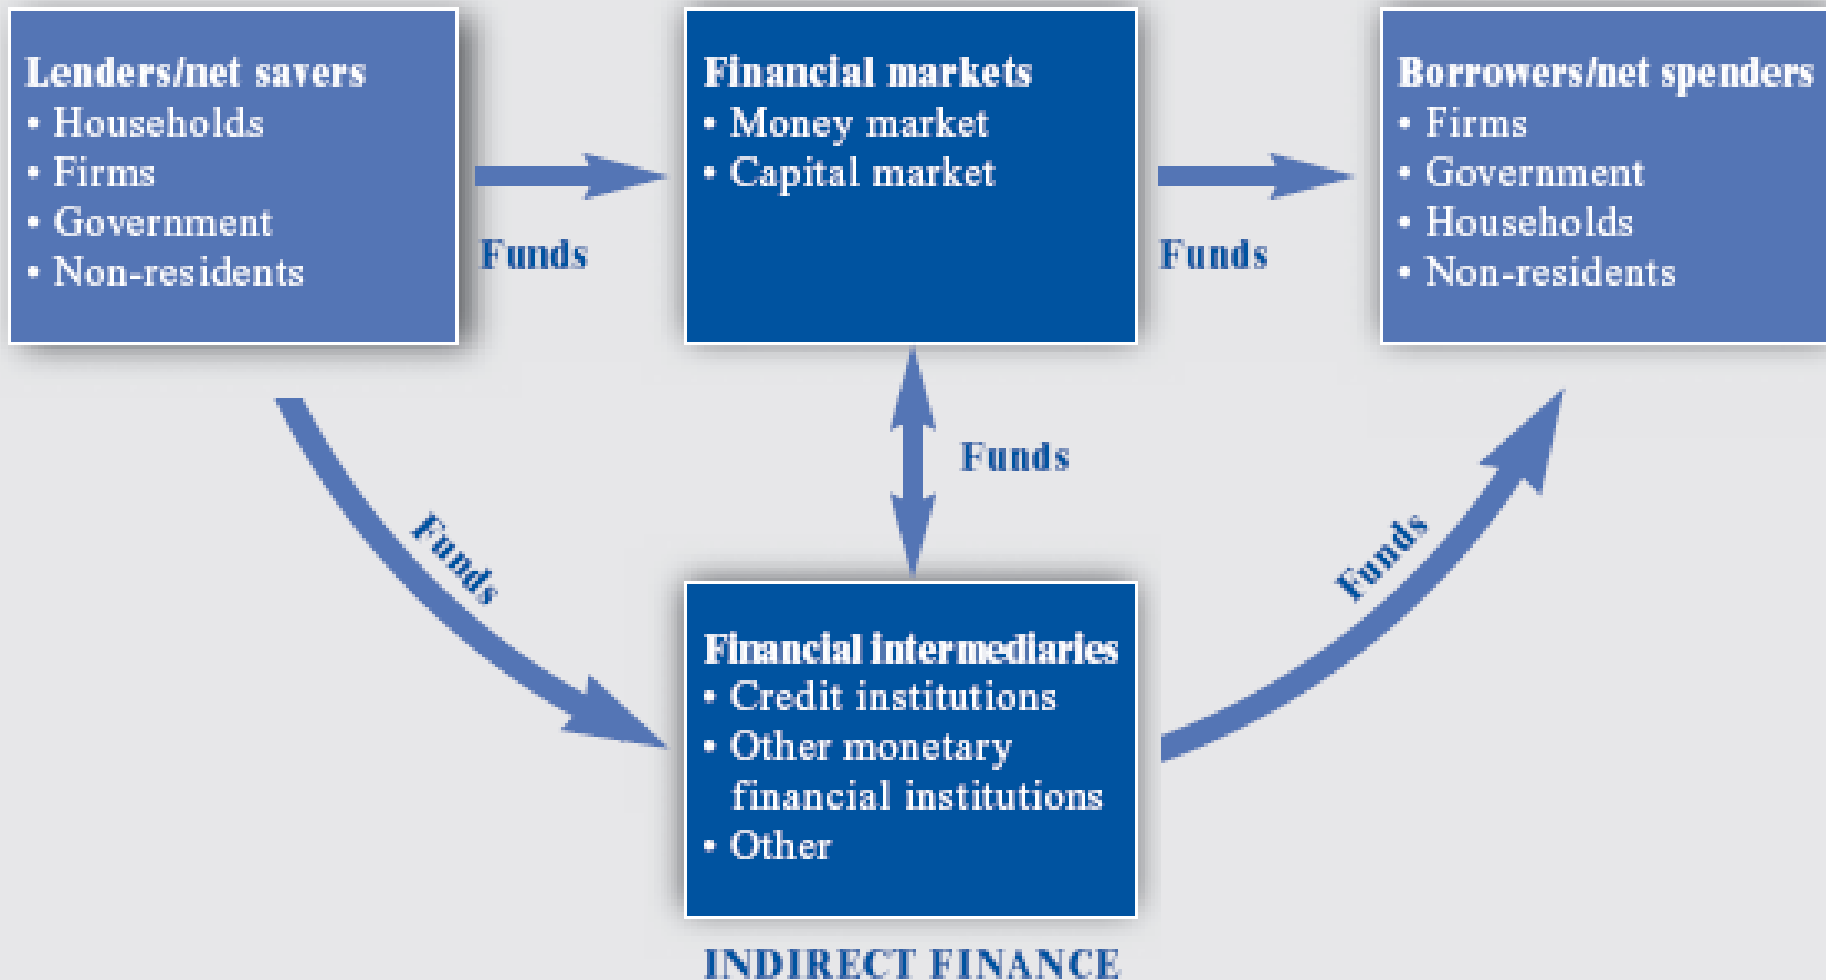 Lenders/net savers
• Households
• Firms
• Government
• Non-residents
Funds
Financial markets
• Money market
• Capital market
Funds
Borrowers/net spenders
• Firms
• Government
• Households
• Non-residents
Funds
Funds
Funds
Financial intermediaries
• Credit institutions
• Other monetary
financial institutions
• Other
INDIRECT FINANCE